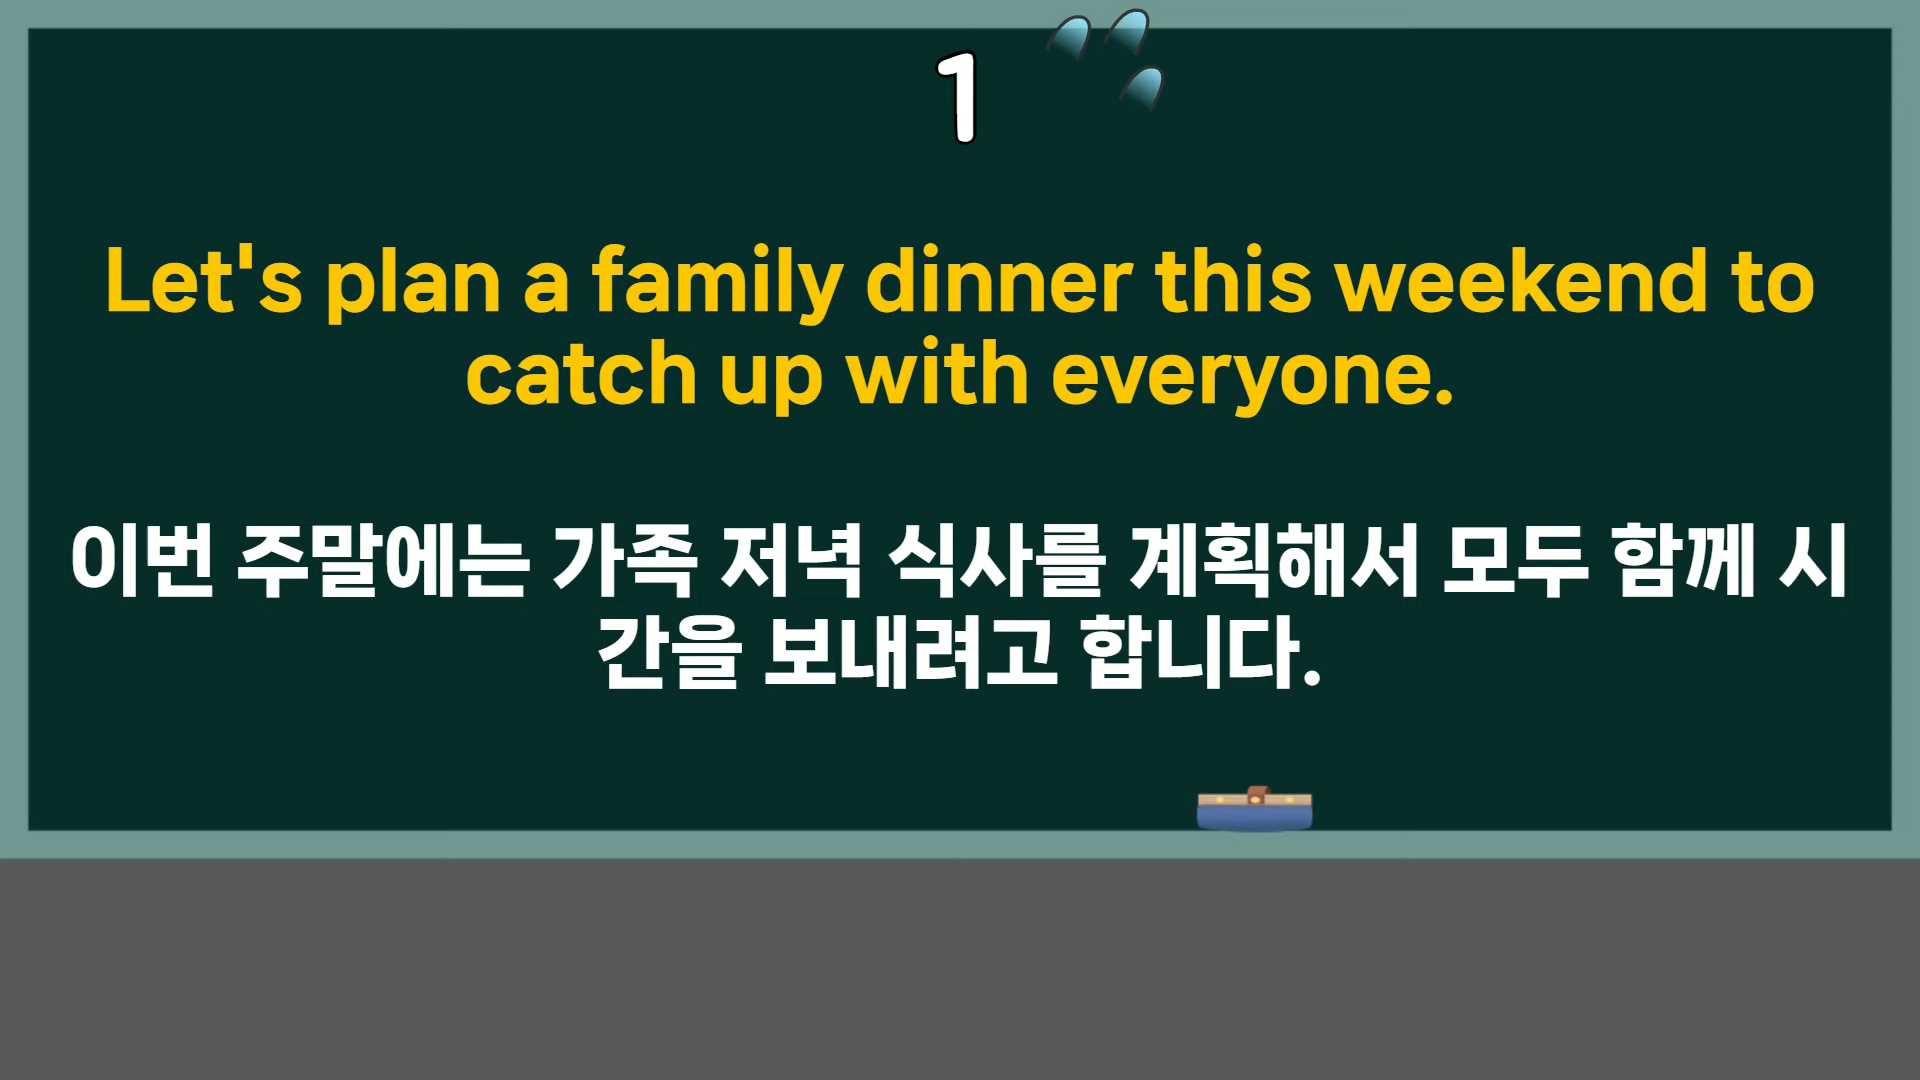 1
Let's plan a family dinner this weekend to
catch up with everyone.
이번 주말에는 가족 저녁 식사를 계획해서 모두 함께 시
간을 보내려고 합니다.